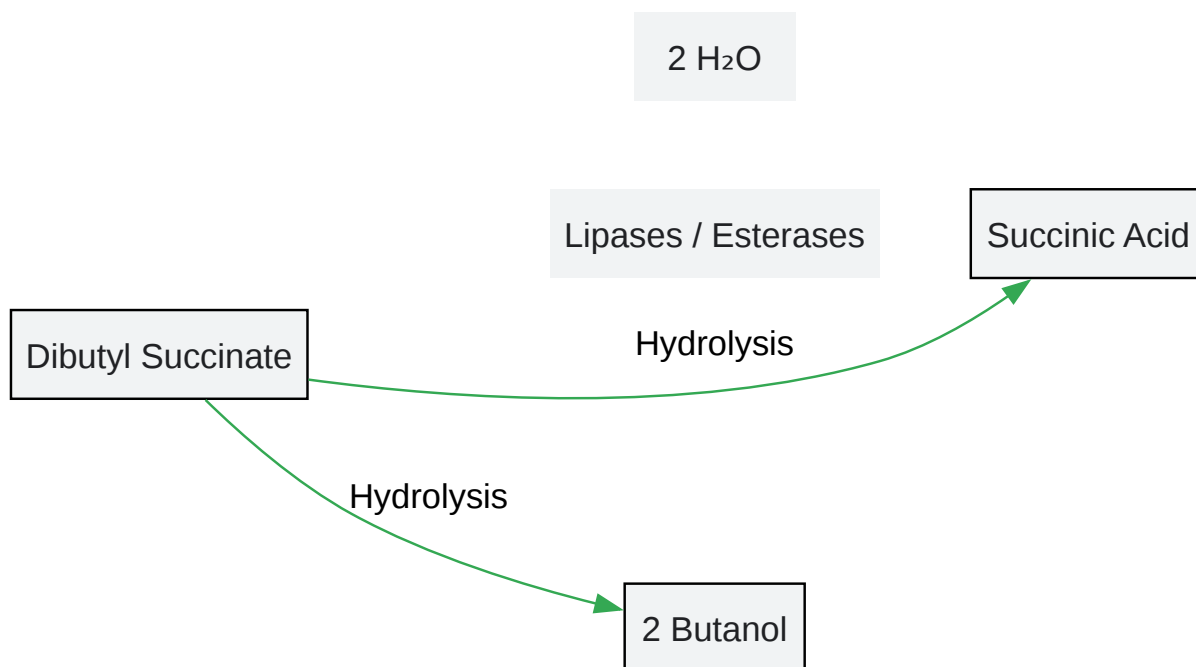 2 H₂O
Lipases / Esterases
Succinic Acid
Hydrolysis
Dibutyl Succinate
Hydrolysis
2 Butanol